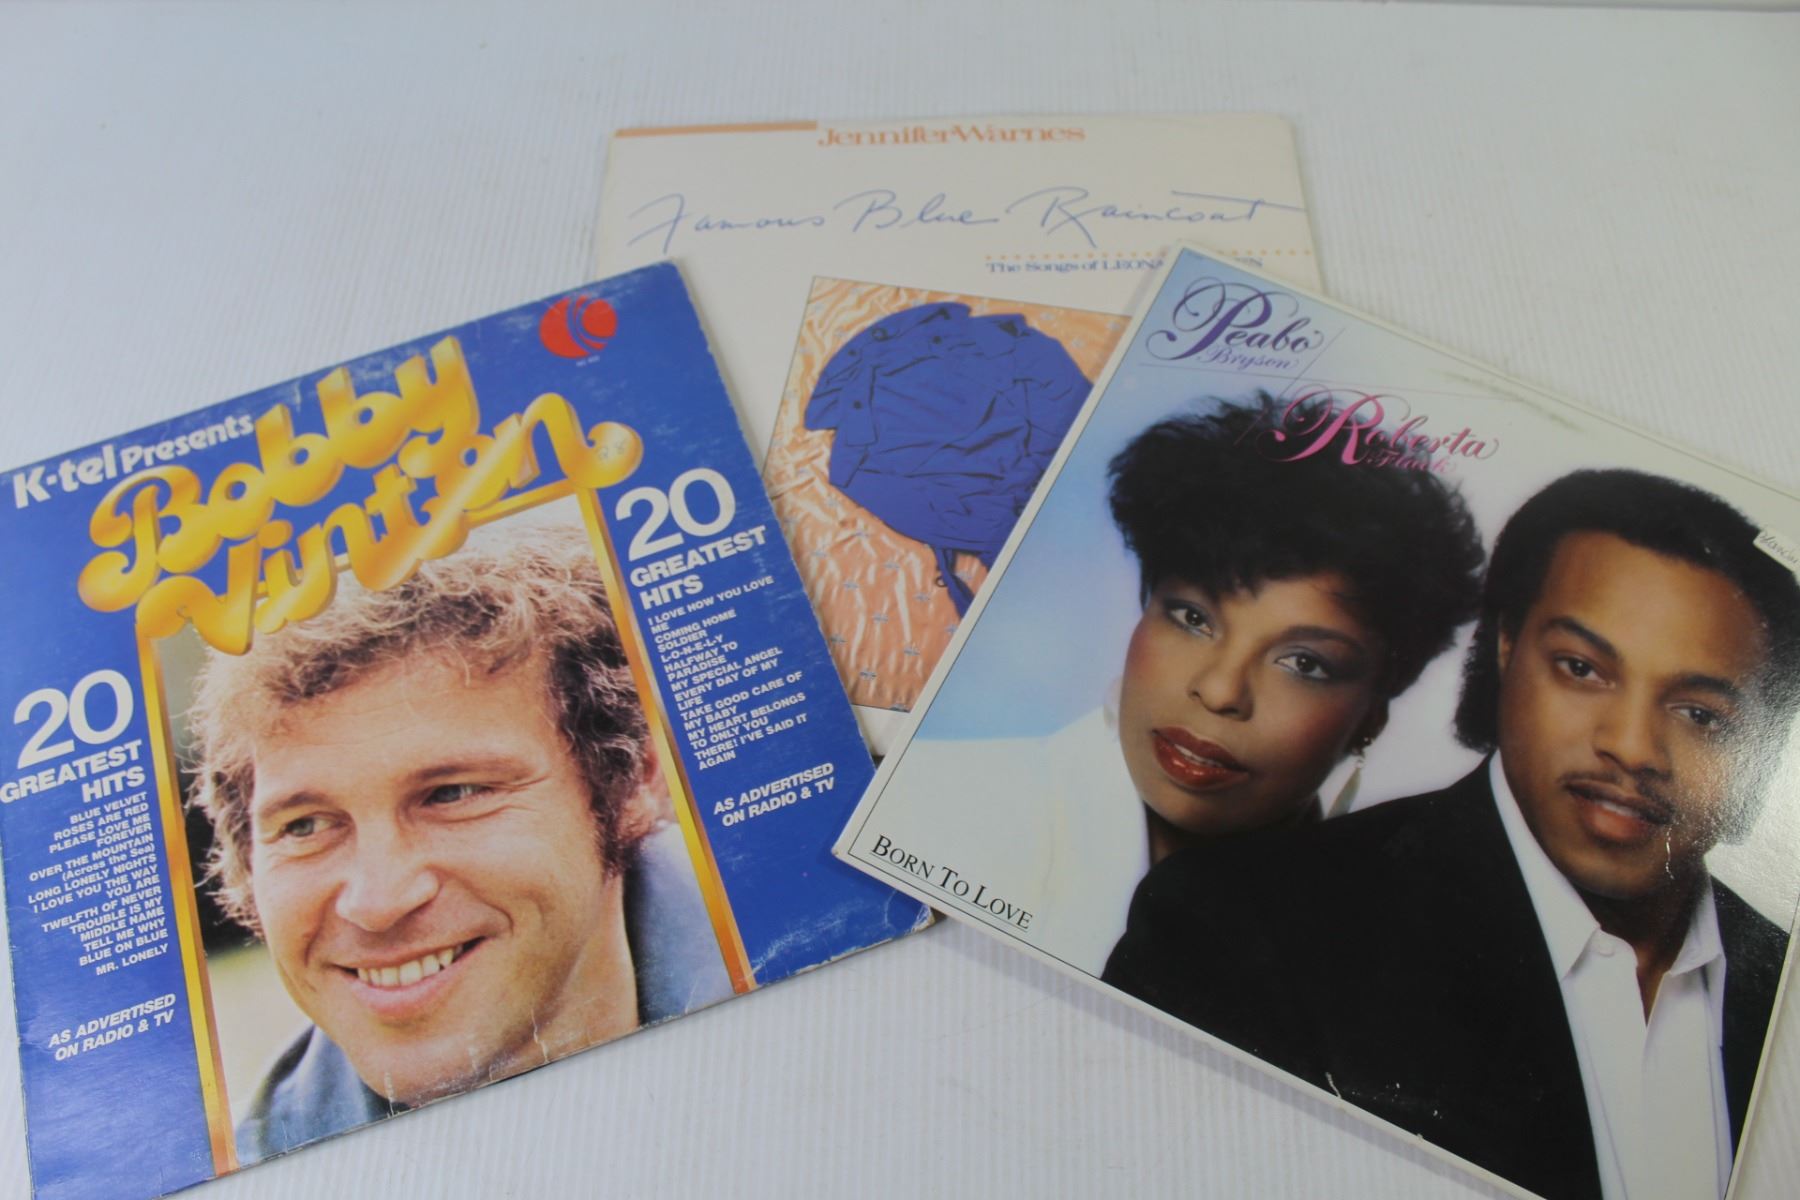 Jennifer Warnes
Famous Blue Raincoat
The Songs of
K-tel Presents
Bobby
Vinton
20
GREATEST
HITS
BLUE VELVET
ROSES ARE RED
PLEASE LOVE ME
FOREVER
OVER THE MOUNTAIN
(Across the Sea)
LONG LONELY NIGHTS
I LOVE YOU THE WAY
YOU ARE
TWELFTH OF NEVER
TROUBLE IS MY
MIDDLE NAME
TELL ME WHY
BLUE ON BLUE
MR. LONELY
AS ADVERTISED
ON RADIO & TV
20
GREATEST
HITS
I LOVE HOW YOU LOVE
ME
COMING HOME
SOLDIER
L-O-N-E-L-Y
HALFWAY TO
PARADISE
MY SPECIAL ANGEL
EVERY DAY OF MY
LIFE
TAKE GOOD CARE OF
MY BABY
MY HEART BELONGS
TO ONLY YOU
THERE! I'VE SAID IT
AGAIN
AS ADVERTISED
ON RADIO & TV
Peabo
Bryson
Roberta
Flack
BORN TO LOVE